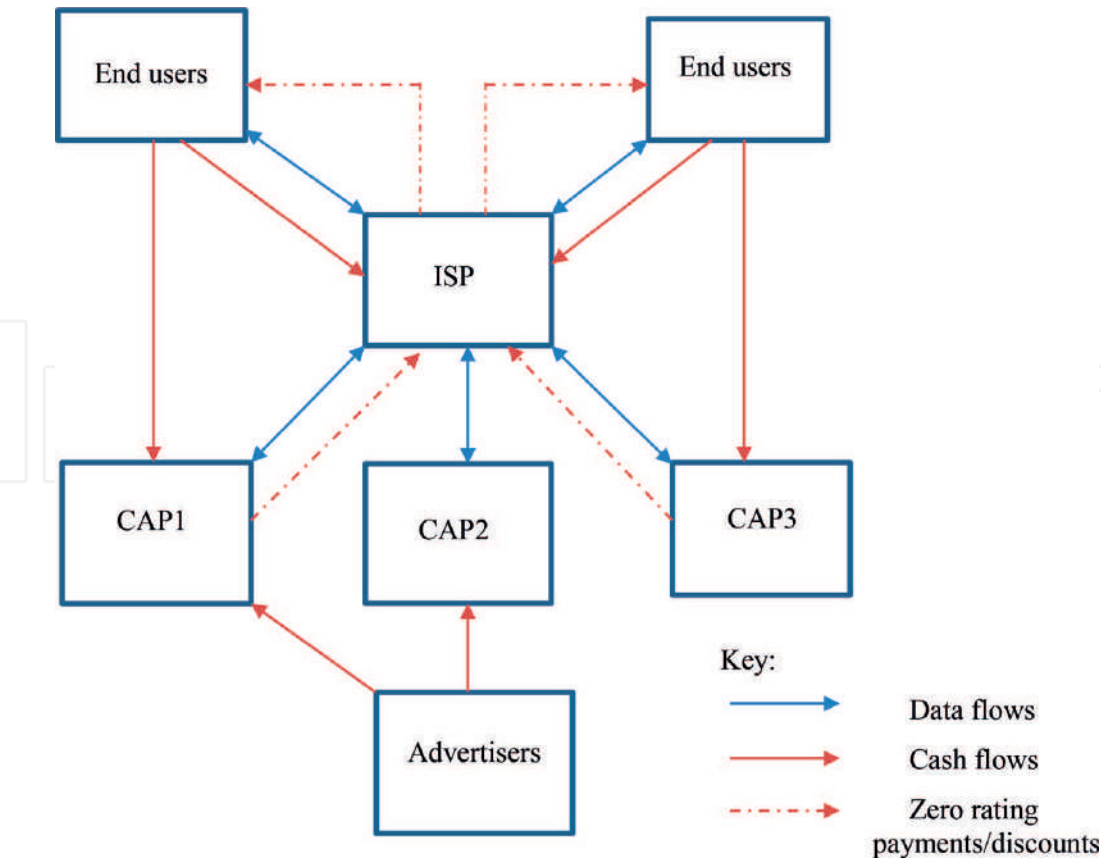 End users
End users
ISP
CAP1
CAP2
CAP3
Advertisers
Key:
Data flows
Cash flows
Zero rating
payments/discounts